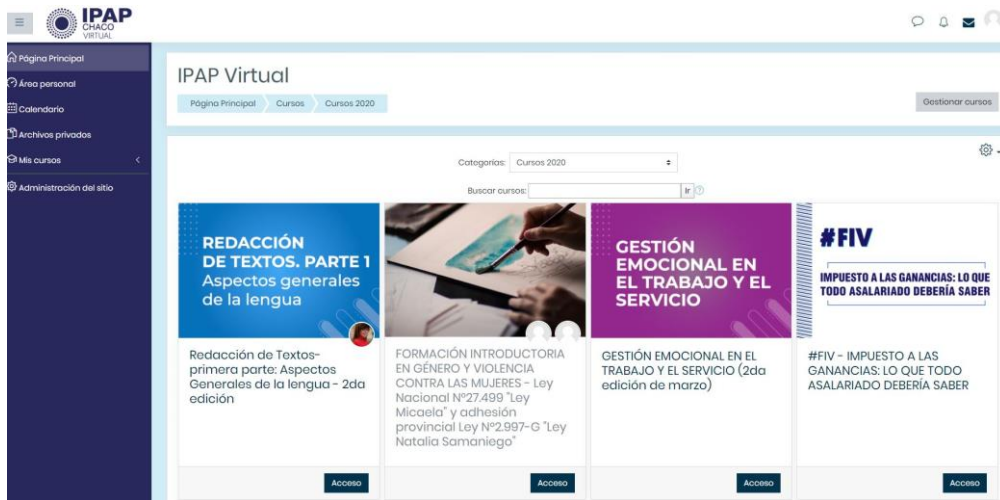 IPAP
CHACO
VIRTUAL
Página Principal
Área personal
Calendario
Archivos privados
Mis cursos
Administración del sitio
IPAP Virtual
Página Principal
Cursos
Cursos 2020
Gestionar cursos
Categorías:
Cursos 2020
Buscar cursos:
Ir
REDACCIÓN
DE TEXTOS. PARTE 1
Aspectos generales
de la lengua
Redacción de Textos-
primera parte: Aspectos
Generales de la lengua - 2da
edición
Acceso
FORMACIÓN INTRODUCTORIA
EN GÉNERO Y VIOLENCIA
CONTRA LAS MUJERES - Ley
Nacional N°27.499 "Ley
Micaela" y adhesión
provincial Ley N°2.997-G "Ley
Natalia Samaniego"
Acceso
GESTIÓN
EMOCIONAL EN
EL TRABAJO Y EL
SERVICIO
GESTIÓN EMOCIONAL EN EL
TRABAJO Y EL SERVICIO (2da
edición de marzo)
Acceso
#FIV
IMPUESTO A LAS GANANCIAS: LO QUE
TODO ASALARIADO DEBERÍA SABER
#FIV - IMPUESTO A LAS
GANANCIAS: LO QUE TODO
ASALARIADO DEBERÍA SABER
Acceso